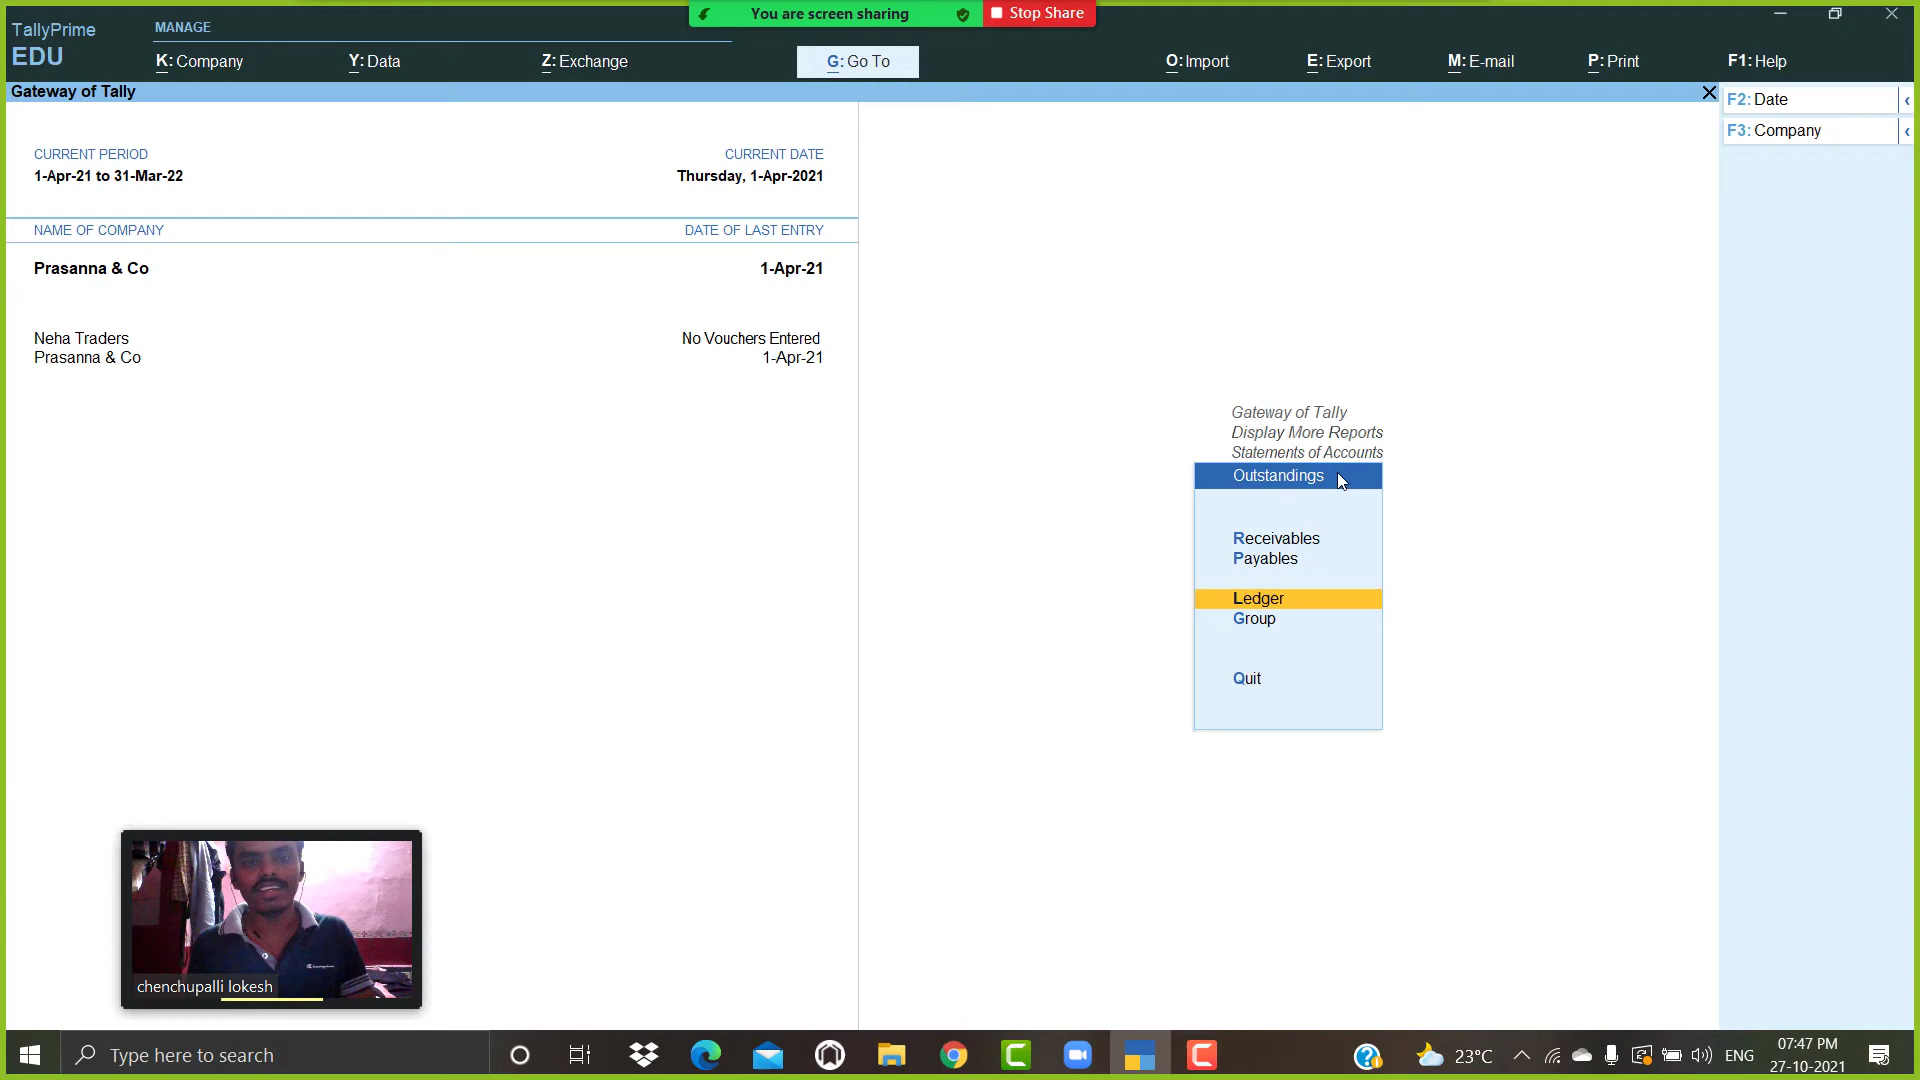 You are screen sharing
Stop Share
TallyPrime
EDU
MANAGE
K: Company
Y: Data
Z: Exchange
G: Go To
O: Import
E: Export
M: E-mail
P: Print
F1: Help
Gateway of Tally
F2: Date
F3: Company
CURRENT PERIOD
CURRENT DATE
1-Apr-21 to 31-Mar-22
Thursday, 1-Apr-2021
NAME OF COMPANY
DATE OF LAST ENTRY
Prasanna & Co
1-Apr-21
Neha Traders
No Vouchers Entered
Prasanna & Co
1-Apr-21
Gateway of Tally
Display More Reports
Statements of Accounts
Outstandings
Receivables
Payables
Ledger
Group
Quit
chenchupalli lokesh
Type here to search
23°C
ENG
07:47 PM
27-10-2021